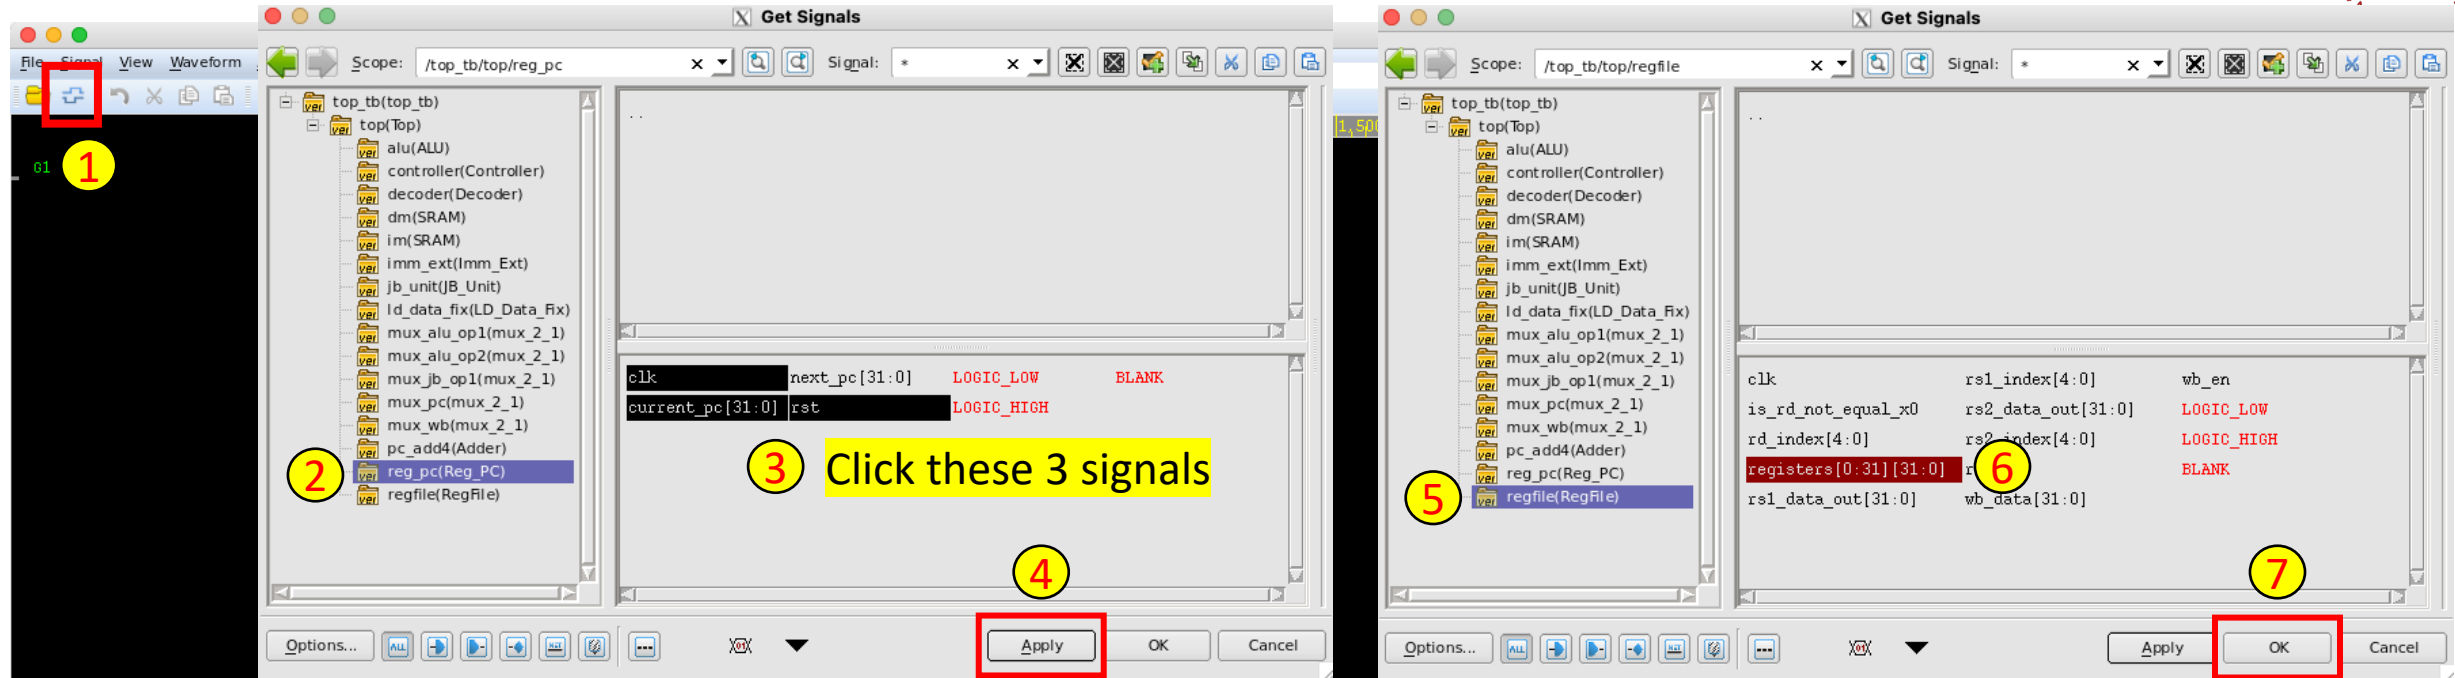 File Signal View Waveform
G1
1
Get Signals
Scope: /top_tb/top/reg_pc
Signal: *
top_tb(top_tb)
top(Top)
alu(ALU)
controller(Controller)
decoder(Decoder)
dm(SRAM)
im(SRAM)
imm_ext(Imm_Ext)
jb_unit(JB_Unit)
ld_data_fix(LD_Data_Fix)
mux_alu_op1(mux_2_1)
mux_alu_op2(mux_2_1)
mux_jb_op1(mux_2_1)
mux_pc(mux_2_1)
mux_wb(mux_2_1)
pc_add4(Adder)
reg_pc(Reg_PC)
regfile(RegFile)
2
..
clk next_pc[31:0] LOGIC_LOW BLANK
current_pc[31:0] rst LOGIC_HIGH
3 Click these 3 signals
4
Options... ALL Apply OK Cancel
Get Signals
Scope: /top_tb/top/regfile
Signal: *
top_tb(top_tb)
top(Top)
alu(ALU)
controller(Controller)
decoder(Decoder)
dm(SRAM)
im(SRAM)
imm_ext(Imm_Ext)
jb_unit(JB_Unit)
ld_data_fix(LD_Data_Fix)
mux_alu_op1(mux_2_1)
mux_alu_op2(mux_2_1)
mux_jb_op1(mux_2_1)
mux_pc(mux_2_1)
mux_wb(mux_2_1)
pc_add4(Adder)
reg_pc(Reg_PC)
regfile(RegFile)
5
..
clk rs1_index[4:0] wb_en
is_rd_not_equal_x0 rs2_data_out[31:0] LOGIC_LOW
rd_index[4:0] rs2_index[4:0] LOGIC_HIGH
registers[0:31][31:0] 6 BLANK
rs1_data_out[31:0] wb_data[31:0]
7
Options... ALL Apply OK Cancel